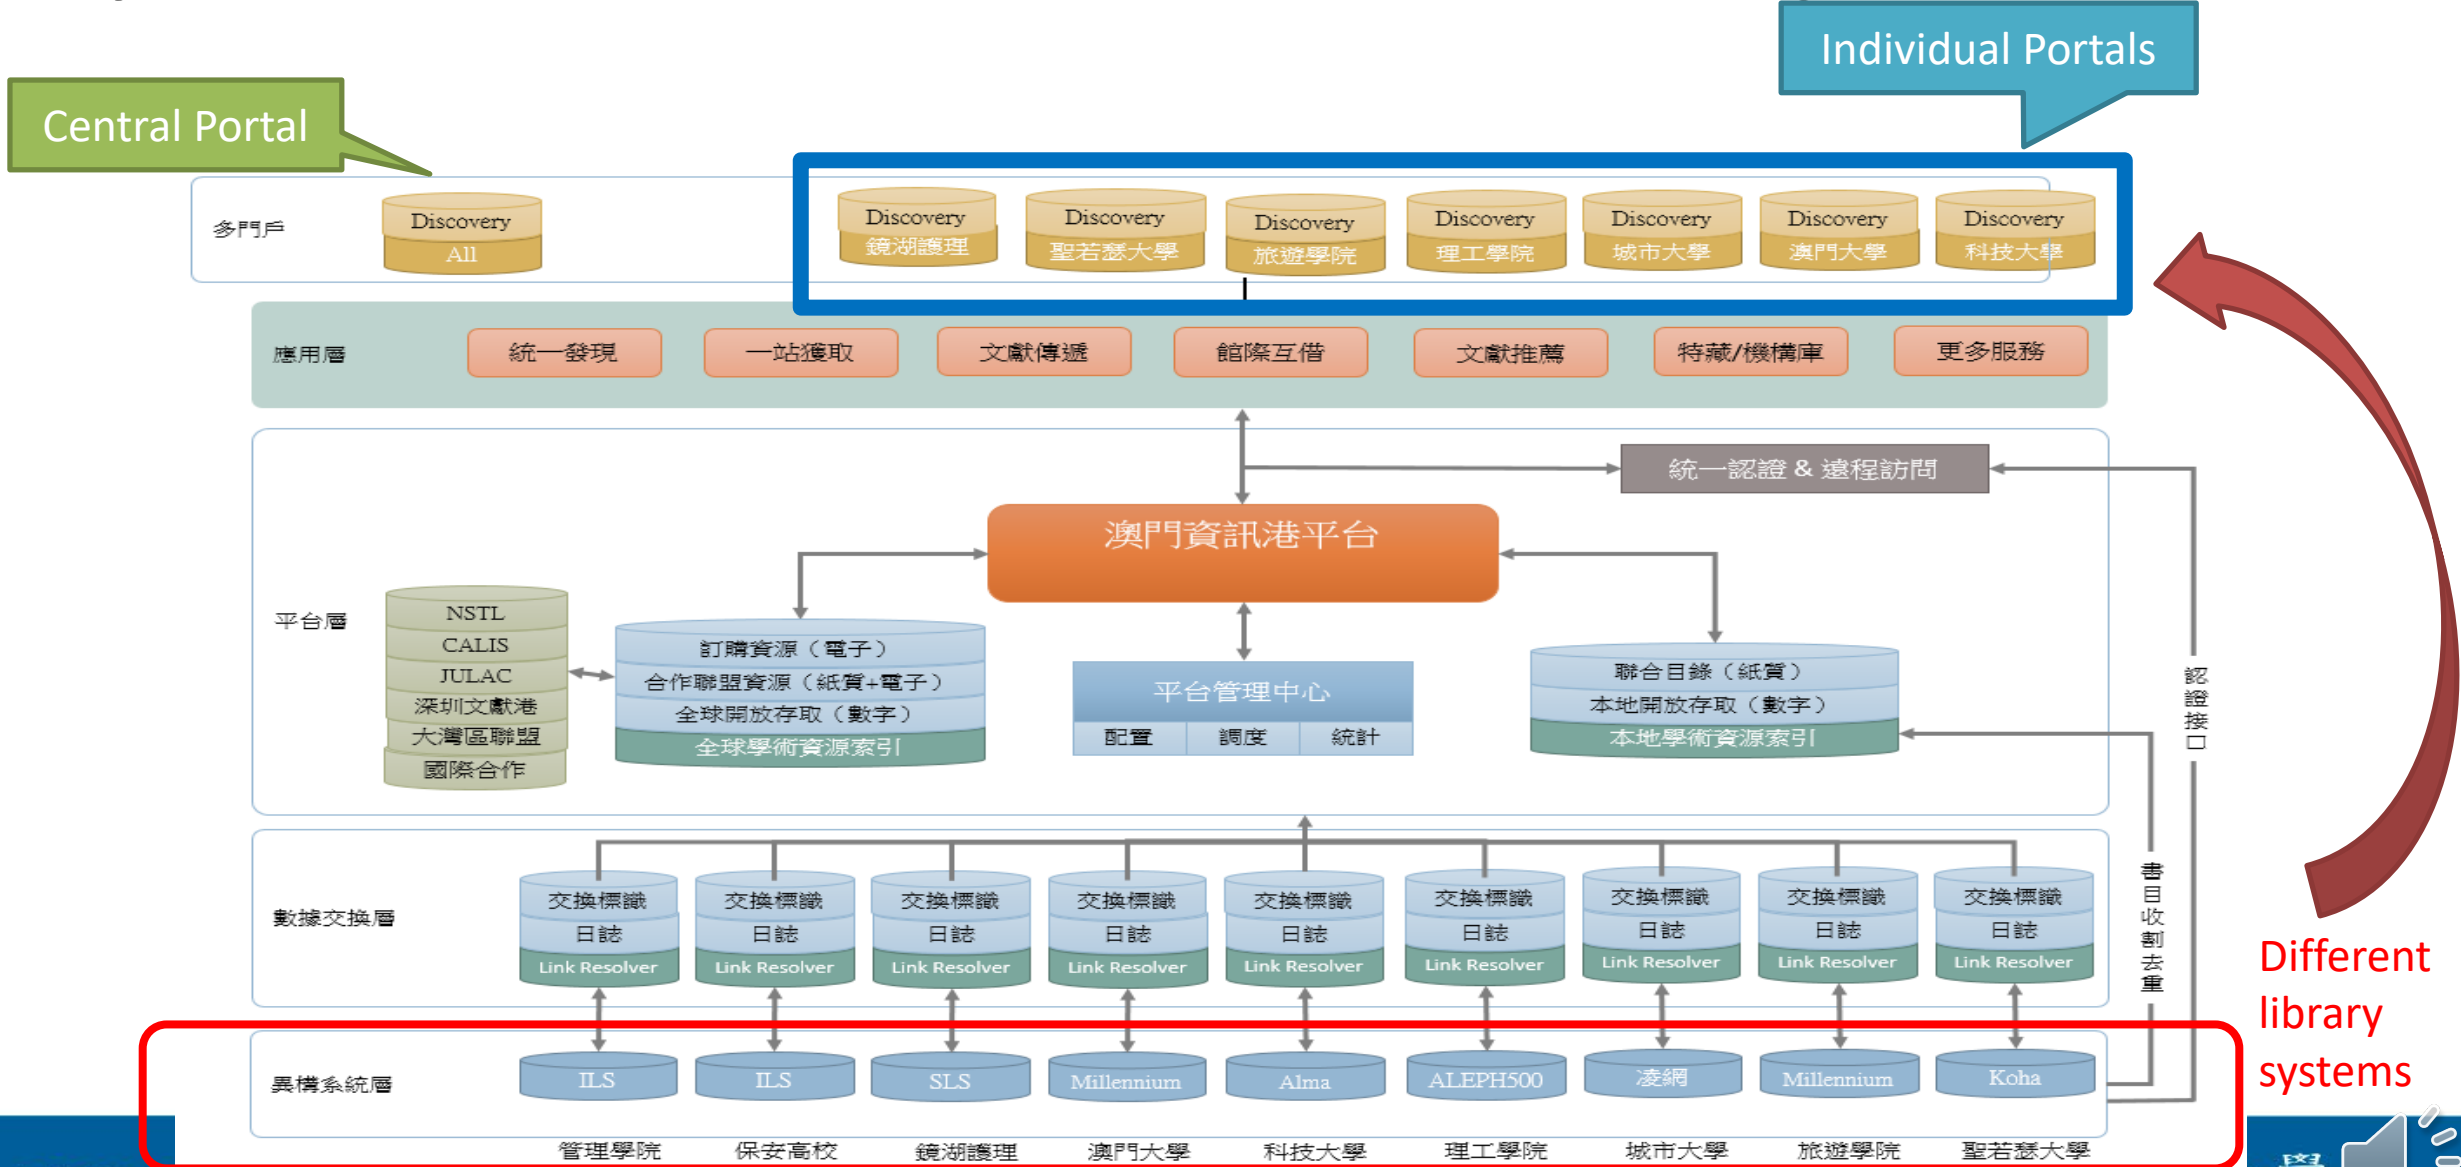 Individual Portals
Central Portal
多門戶
Discovery
All
Discovery
鏡湖護理
Discovery
聖若瑟大學
Discovery
旅遊學院
Discovery
理工學院
Discovery
城市大學
Discovery
澳門大學
Discovery
科技大學
應用層
統一發現
一站獲取
文獻傳遞
館際互借
文獻推薦
特藏/機構庫
更多服務
統一認證 & 遠程訪問
澳門資訊港平台
平台層
NSTL
CALIS
JULAC
深圳文獻港
大灣區聯盟
國際合作
訂購資源（電子）
合作聯盟資源（紙質+電子）
全球開放存取（數字）
全球學術資源索引
平台管理中心
配置
調度
統計
聯合目錄（紙質）
本地開放存取（數字）
本地學術資源索引
認證接口
書目收割去重
數據交換層
交換標識
日誌
Link Resolver
交換標識
日誌
Link Resolver
交換標識
日誌
Link Resolver
交換標識
日誌
Link Resolver
交換標識
日誌
Link Resolver
交換標識
日誌
Link Resolver
交換標識
日誌
Link Resolver
交換標識
日誌
Link Resolver
交換標識
日誌
Link Resolver
Different
library
systems
異構系統層
ILS
ILS
SLS
Millennium
Alma
ALEPH500
凌網
Millennium
Koha
管理學院
保安高校
鏡湖護理
澳門大學
科技大學
理工學院
城市大學
旅遊學院
聖若瑟大學